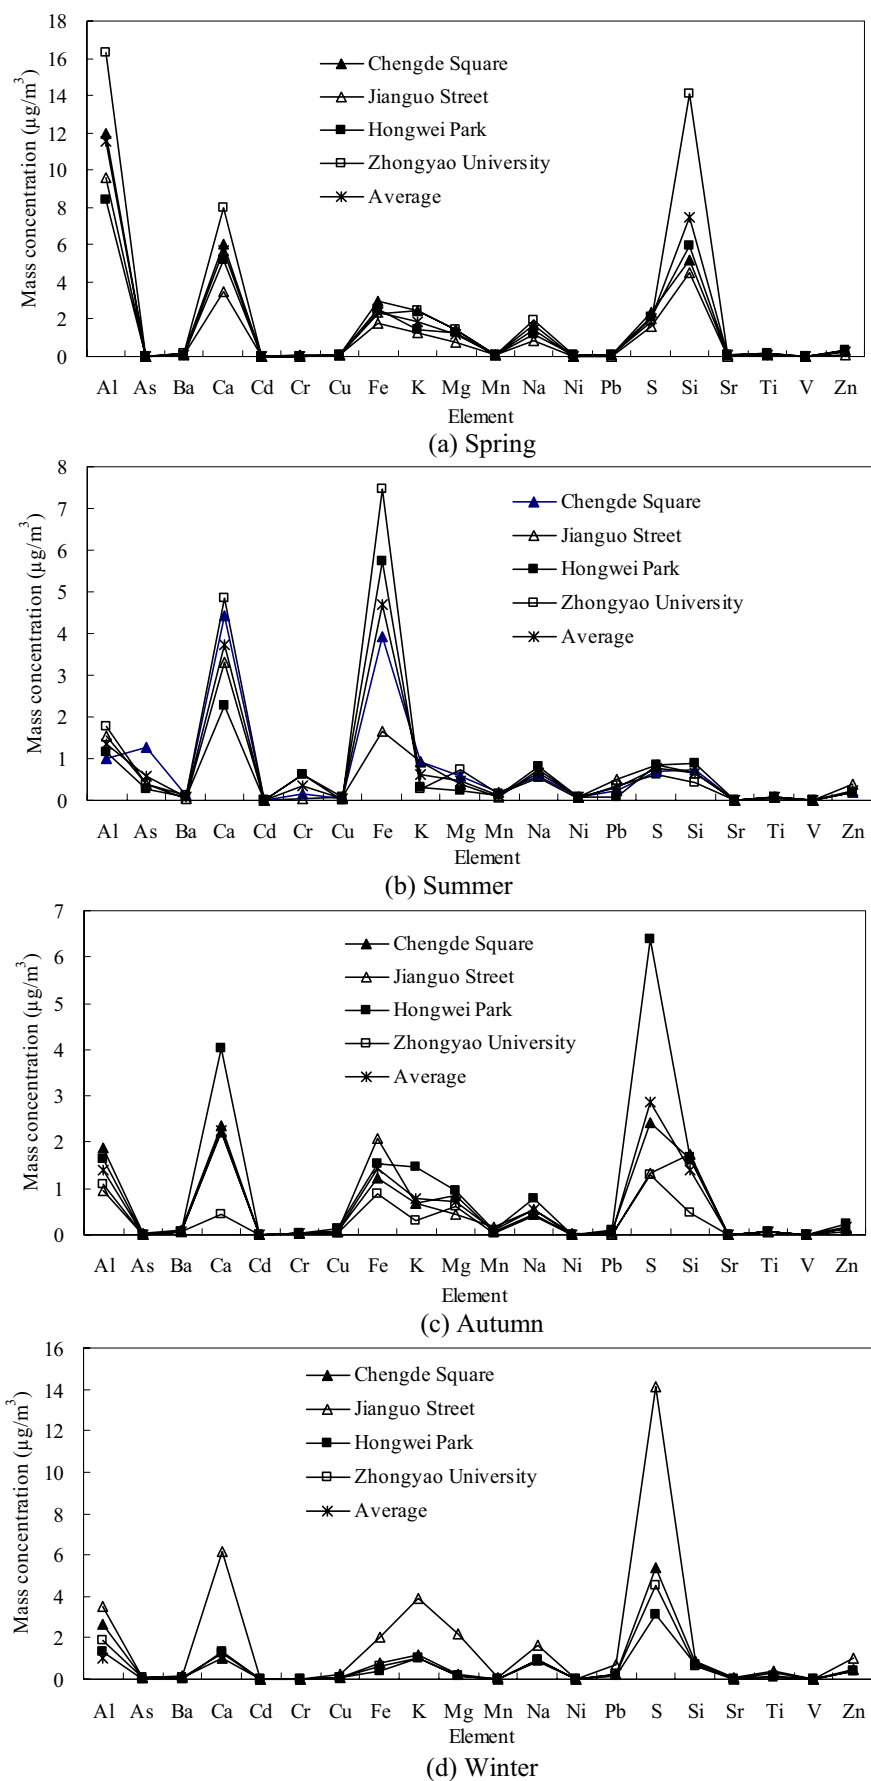 18
16
14
12
10
8
6
4
2
0
Mass concentration (µg/m³)
Chengde Square
Jianguo Street
Hongwei Park
Zhongyao University
Average
Al As Ba Ca Cd Cr Cu Fe K Mg Mn Na Ni Pb S Si Sr Ti V Zn
Element
(a) Spring
8
7
6
5
4
3
2
1
0
Mass concentration (µg/m³)
Chengde Square
Jianguo Street
Hongwei Park
Zhongyao University
Average
Al As Ba Ca Cd Cr Cu Fe K Mg Mn Na Ni Pb S Si Sr Ti V Zn
Element
(b) Summer
7
6
5
4
3
2
1
0
Mass concentration (µg/m³)
Chengde Square
Jianguo Street
Hongwei Park
Zhongyao University
Average
Al As Ba Ca Cd Cr Cu Fe K Mg Mn Na Ni Pb S Si Sr Ti V Zn
Element
(c) Autumn
16
14
12
10
8
6
4
2
0
Mass concentration (µg/m³)
Chengde Square
Jianguo Street
Hongwei Park
Zhongyao University
Average
Al As Ba Ca Cd Cr Cu Fe K Mg Mn Na Ni Pb S Si Sr Ti V Zn
Element
(d) Winter